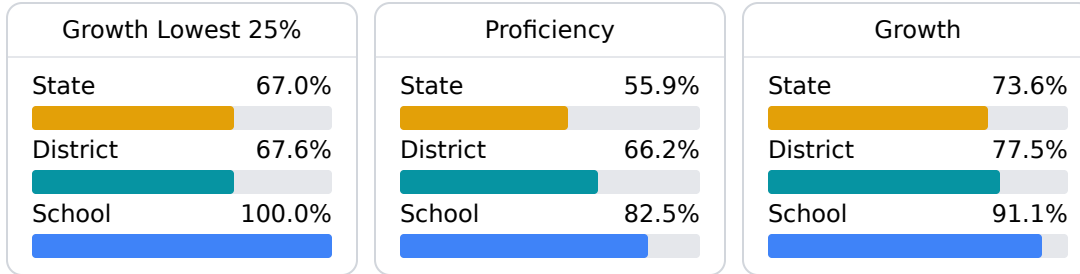 Growth Lowest 25%
State 67.0%
District 67.6%
School 100.0%
Proficiency
State 55.9%
District 66.2%
School 82.5%
Growth
State 73.6%
District 77.5%
School 91.1%